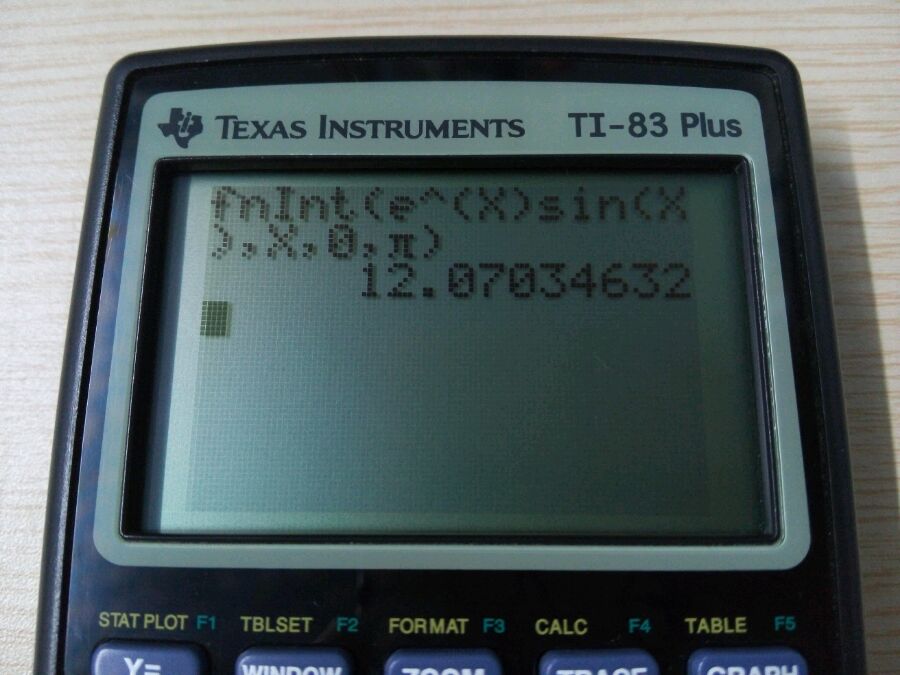 TEXAS INSTRUMENTS TI-83 Plus
fnInt(e^(X)sin(X
),X,0,π)
12.07034632
STAT PLOT F1 TBLSET F2 FORMAT F3 CALC F4 TABLE F5
Y= WINDOW ZOOM TRACE GRAPH